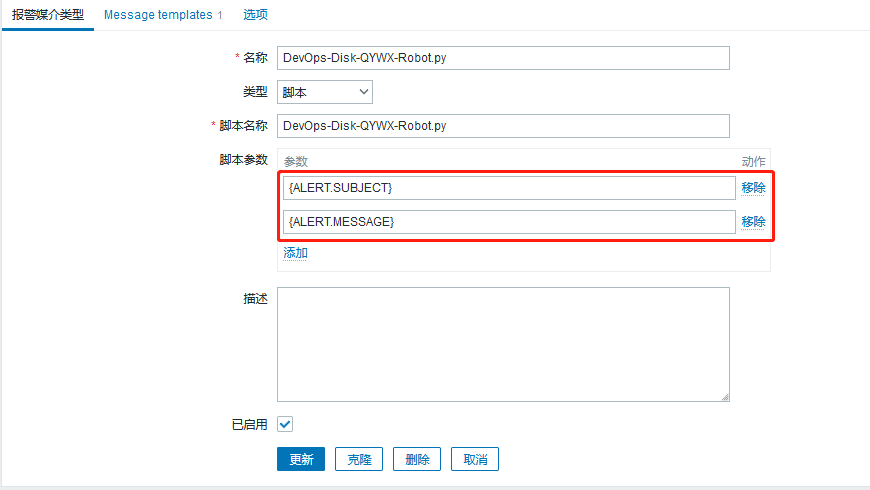 报警媒介类型 Message templates 1 选项
* 名称 DevOps-Disk-QYWX-Robot.py
类型 脚本
* 脚本名称 DevOps-Disk-QYWX-Robot.py
脚本参数 参数 动作
{ALERT.SUBJECT} 移除
{ALERT.MESSAGE} 移除
添加
描述
已启用
更新 克隆 删除 取消